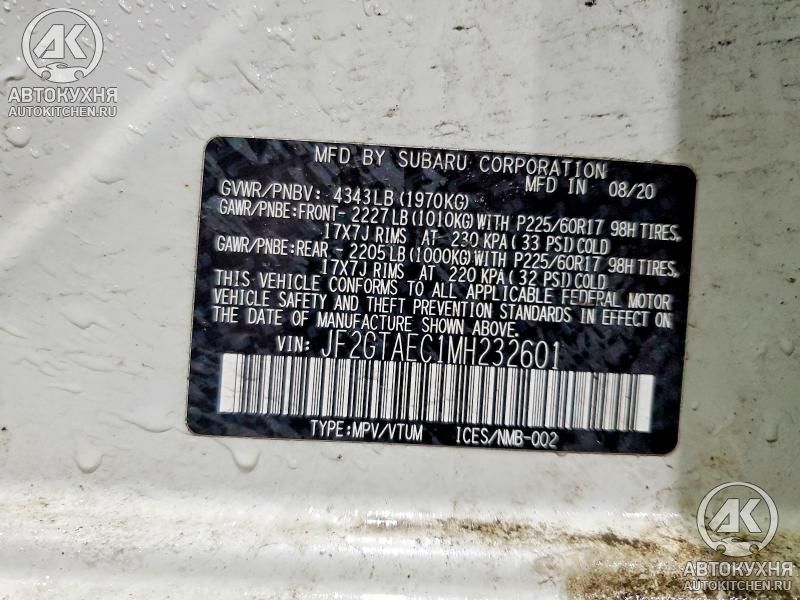 АК
АВТОКУХНЯ
AUTOKITCHEN.RU
MFD BY SUBARU CORPORATION
MFD IN 08/20
GVWR/PNBV: 4343LB (1970KG)
GAWR/PNBE:FRONT- 2227LB (1010KG) WITH P225/60R17 98H TIRES,
17X7J RIMS AT 230 KPA ( 33 PSI) COLD
GAWR/PNBE:REAR - 2205LB (1000KG) WITH P225/60R17 98H TIRES,
17X7J RIMS AT 220 KPA ( 32 PSI) COLD
THIS VEHICLE CONFORMS TO ALL APPLICABLE FEDERAL MOTOR
VEHICLE SAFETY AND THEFT PREVENTION STANDARDS IN EFFECT ON
THE DATE OF MANUFACTURE SHOWN ABOVE.
VIN: JF2GTAEC1MH232601
TYPE:MPV/VTUM ICES/NMB-002
АК
АВТОКУХНЯ
AUTOKITCHEN.RU